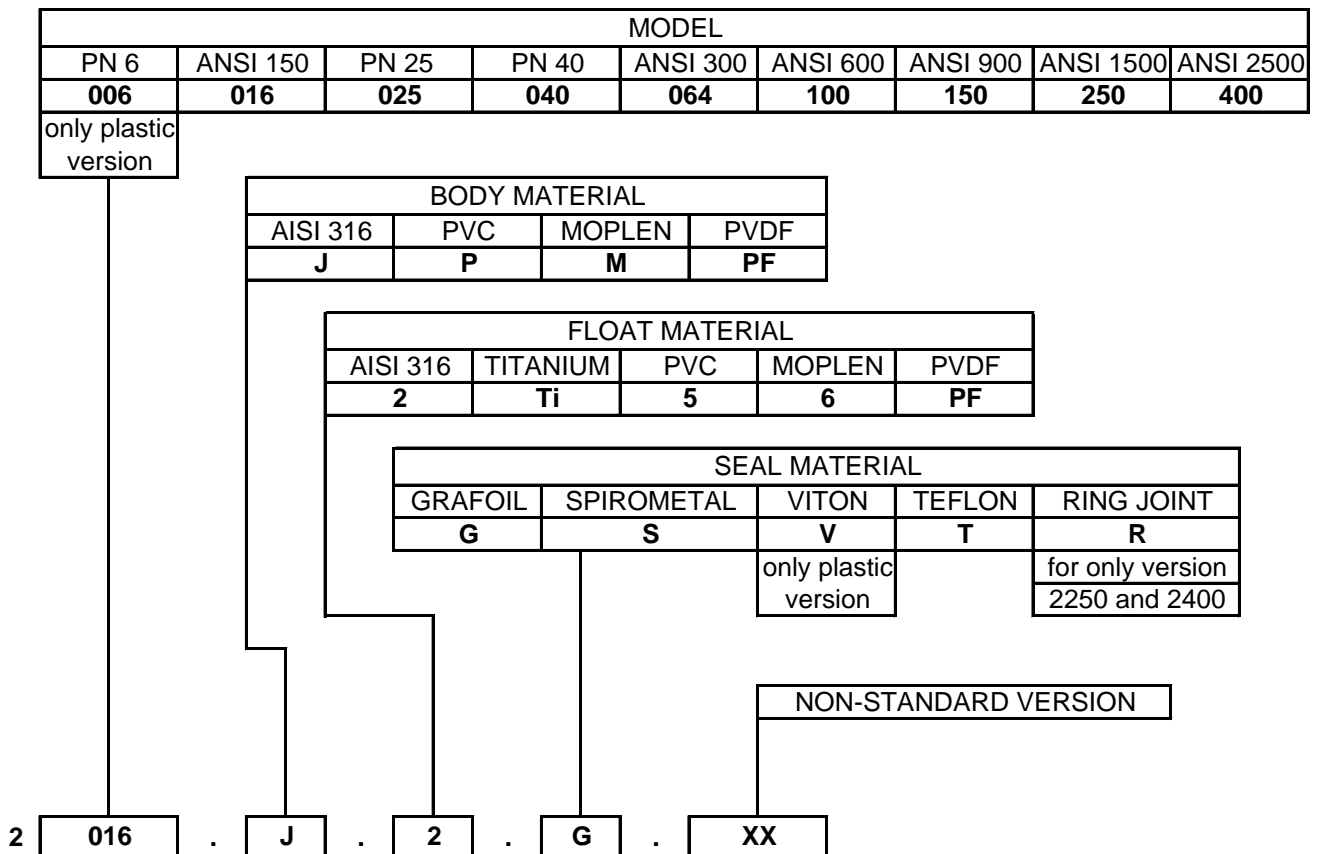 MODEL
PN 6 ANSI 150 PN 25 PN 40 ANSI 300 ANSI 600 ANSI 900 ANSI 1500 ANSI 2500
006 016 025 040 064 100 150 250 400
only plastic
version
BODY MATERIAL
AISI 316 PVC MOPLEN PVDF
J P M PF
FLOAT MATERIAL
AISI 316 TITANIUM PVC MOPLEN PVDF
2 Ti 5 6 PF
SEAL MATERIAL
GRAFOIL SPIROMETAL VITON TEFLON RING JOINT
G S V T R
only plastic for only version
version 2250 and 2400
NON-STANDARD VERSION
2 016 . J . 2 . G . XX